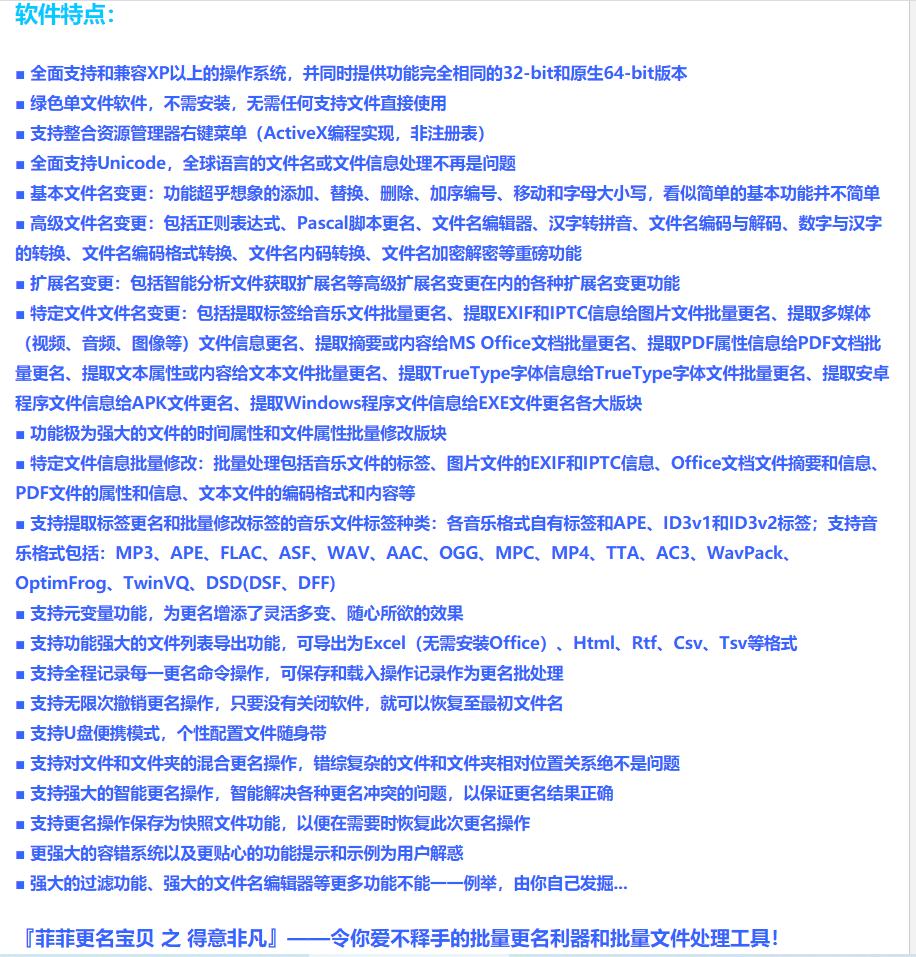 软件特点：
■ 全面支持和兼容XP以上的操作系统，并同时提供功能完全相同的32-bit和原生64-bit版本
■ 绿色单文件软件，不需安装，无需任何支持文件直接使用
■ 支持整合资源管理器右键菜单（ActiveX编程实现，非注册表）
■ 全面支持Unicode，全球语言的文件名或文件信息处理不再是问题
■ 基本文件名变更：功能超乎想象的添加、替换、删除、加序编号、移动和字母大小写，看似简单的基本功能并不简单
■ 高级文件名变更：包括正则表达式、Pascal脚本更名、文件名编辑器、汉字转拼音、文件名编码与解码、数字与汉字
的转换、文件名编码格式转换、文件名内码转换、文件名加密解密等重磅功能
■ 扩展名变更：包括智能分析文件获取扩展名等高级扩展名变更在内的各种扩展名变更功能
■ 特定文件文件名变更：包括提取标签给音乐文件批量更名、提取EXIF和IPTC信息给图片文件批量更名、提取多媒体
（视频、音频、图像等）文件信息更名、提取摘要或内容给MS Office文档批量更名、提取PDF属性信息给PDF文档批
量更名、提取文本属性或内容给文本文件批量更名、提取TrueType字体信息给TrueType字体文件批量更名、提取安卓
程序文件信息给APK文件更名、提取Windows程序文件信息给EXE文件更名各大版块
■ 功能极为强大的文件的时间属性和文件属性批量修改版块
■ 特定文件信息批量修改：批量处理包括音乐文件的标签、图片文件的EXIF和IPTC信息、Office文档文件摘要和信息、
PDF文件的属性和信息、文本文件的编码格式和内容等
■ 支持提取标签更名和批量修改标签的音乐文件标签种类：各音乐格式自有标签和APE、ID3v1和ID3v2标签；支持音
乐格式包括：MP3、APE、FLAC、ASF、WAV、AAC、OGG、MPC、MP4、TTA、AC3、WavPack、
OptimFrog、TwinVQ、DSD(DSF、DFF)
■ 支持元变量功能，为更名增添了灵活多变、随心所欲的效果
■ 支持功能强大的文件列表导出功能，可导出为Excel（无需安装Office）、Html、Rtf、Csv、Tsv等格式
■ 支持全程记录每一更名命令操作，可保存和载入操作记录作为更名批处理
■ 支持无限次撤销更名操作，只要没有关闭软件，就可以恢复至最初文件名
■ 支持U盘便携模式，个性配置文件随身带
■ 支持对文件和文件夹的混合更名操作，错综复杂的文件和文件夹相对位置关系绝不是问题
■ 支持强大的智能更名操作，智能解决各种更名冲突的问题，以保证更名结果正确
■ 支持更名操作保存为快照文件功能，以便在需要时恢复此次更名操作
■ 更强大的容错系统以及更贴心的功能提示和示例为用户解惑
■ 强大的过滤功能、强大的文件名编辑器等更多功能不能一一例举，由你自己发掘...
『菲菲更名宝贝 之 得意非凡』——令你爱不释手的批量更名利器和批量文件处理工具！